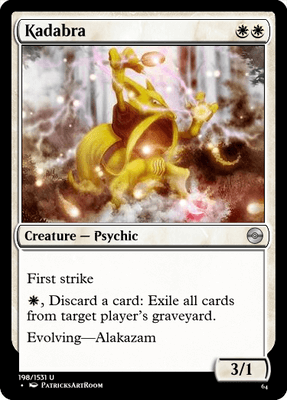 Kadabra
Creature — Psychic
First strike
, Discard a card: Exile all cards
from target player's graveyard.
Evolving—Alakazam
3/1
198/1531 U
• PatricksArtRoom
64